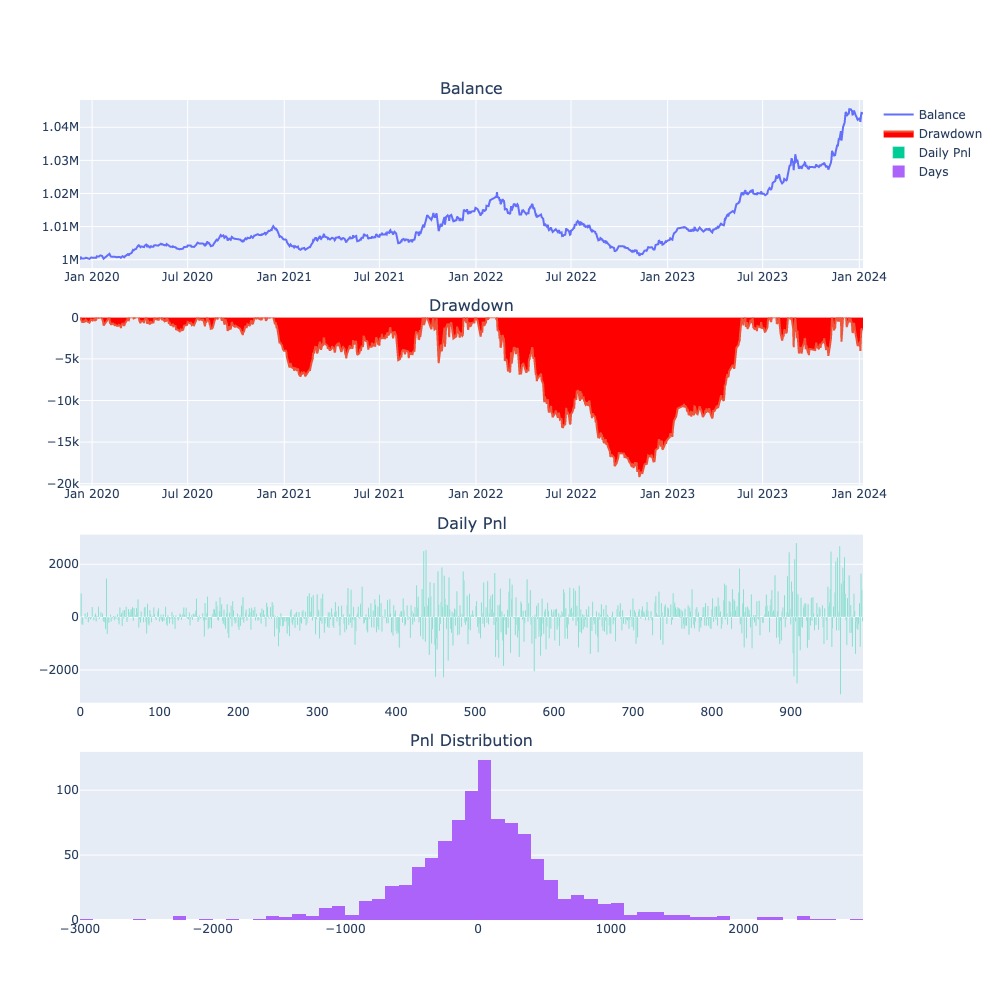 Balance
1.04M
1.03M
1.02M
1.01M
1M
Jan 2020 Jul 2020 Jan 2021 Jul 2021 Jan 2022 Jul 2022 Jan 2023 Jul 2023 Jan 2024
Balance
Drawdown
Daily Pnl
Days
Drawdown
0
−5k
−10k
−15k
−20k
Jan 2020 Jul 2020 Jan 2021 Jul 2021 Jan 2022 Jul 2022 Jan 2023 Jul 2023 Jan 2024
Daily Pnl
2000
0
−2000
0 100 200 300 400 500 600 700 800 900
Pnl Distribution
100
50
0
−3000 −2000 −1000 0 1000 2000